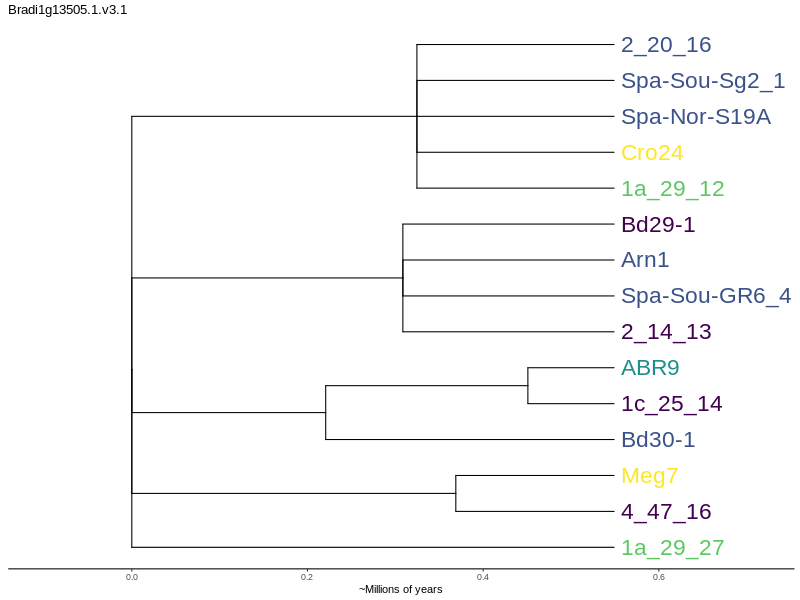 Bradi1g13505.1.v3.1
2_20_16
Spa-Sou-Sg2_1
Spa-Nor-S19A
Cro24
1a_29_12
Bd29-1
Arn1
Spa-Sou-GR6_4
2_14_13
ABR9
1c_25_14
Bd30-1
Meg7
4_47_16
1a_29_27
0.0 0.2 0.4 0.6
~Millions of years